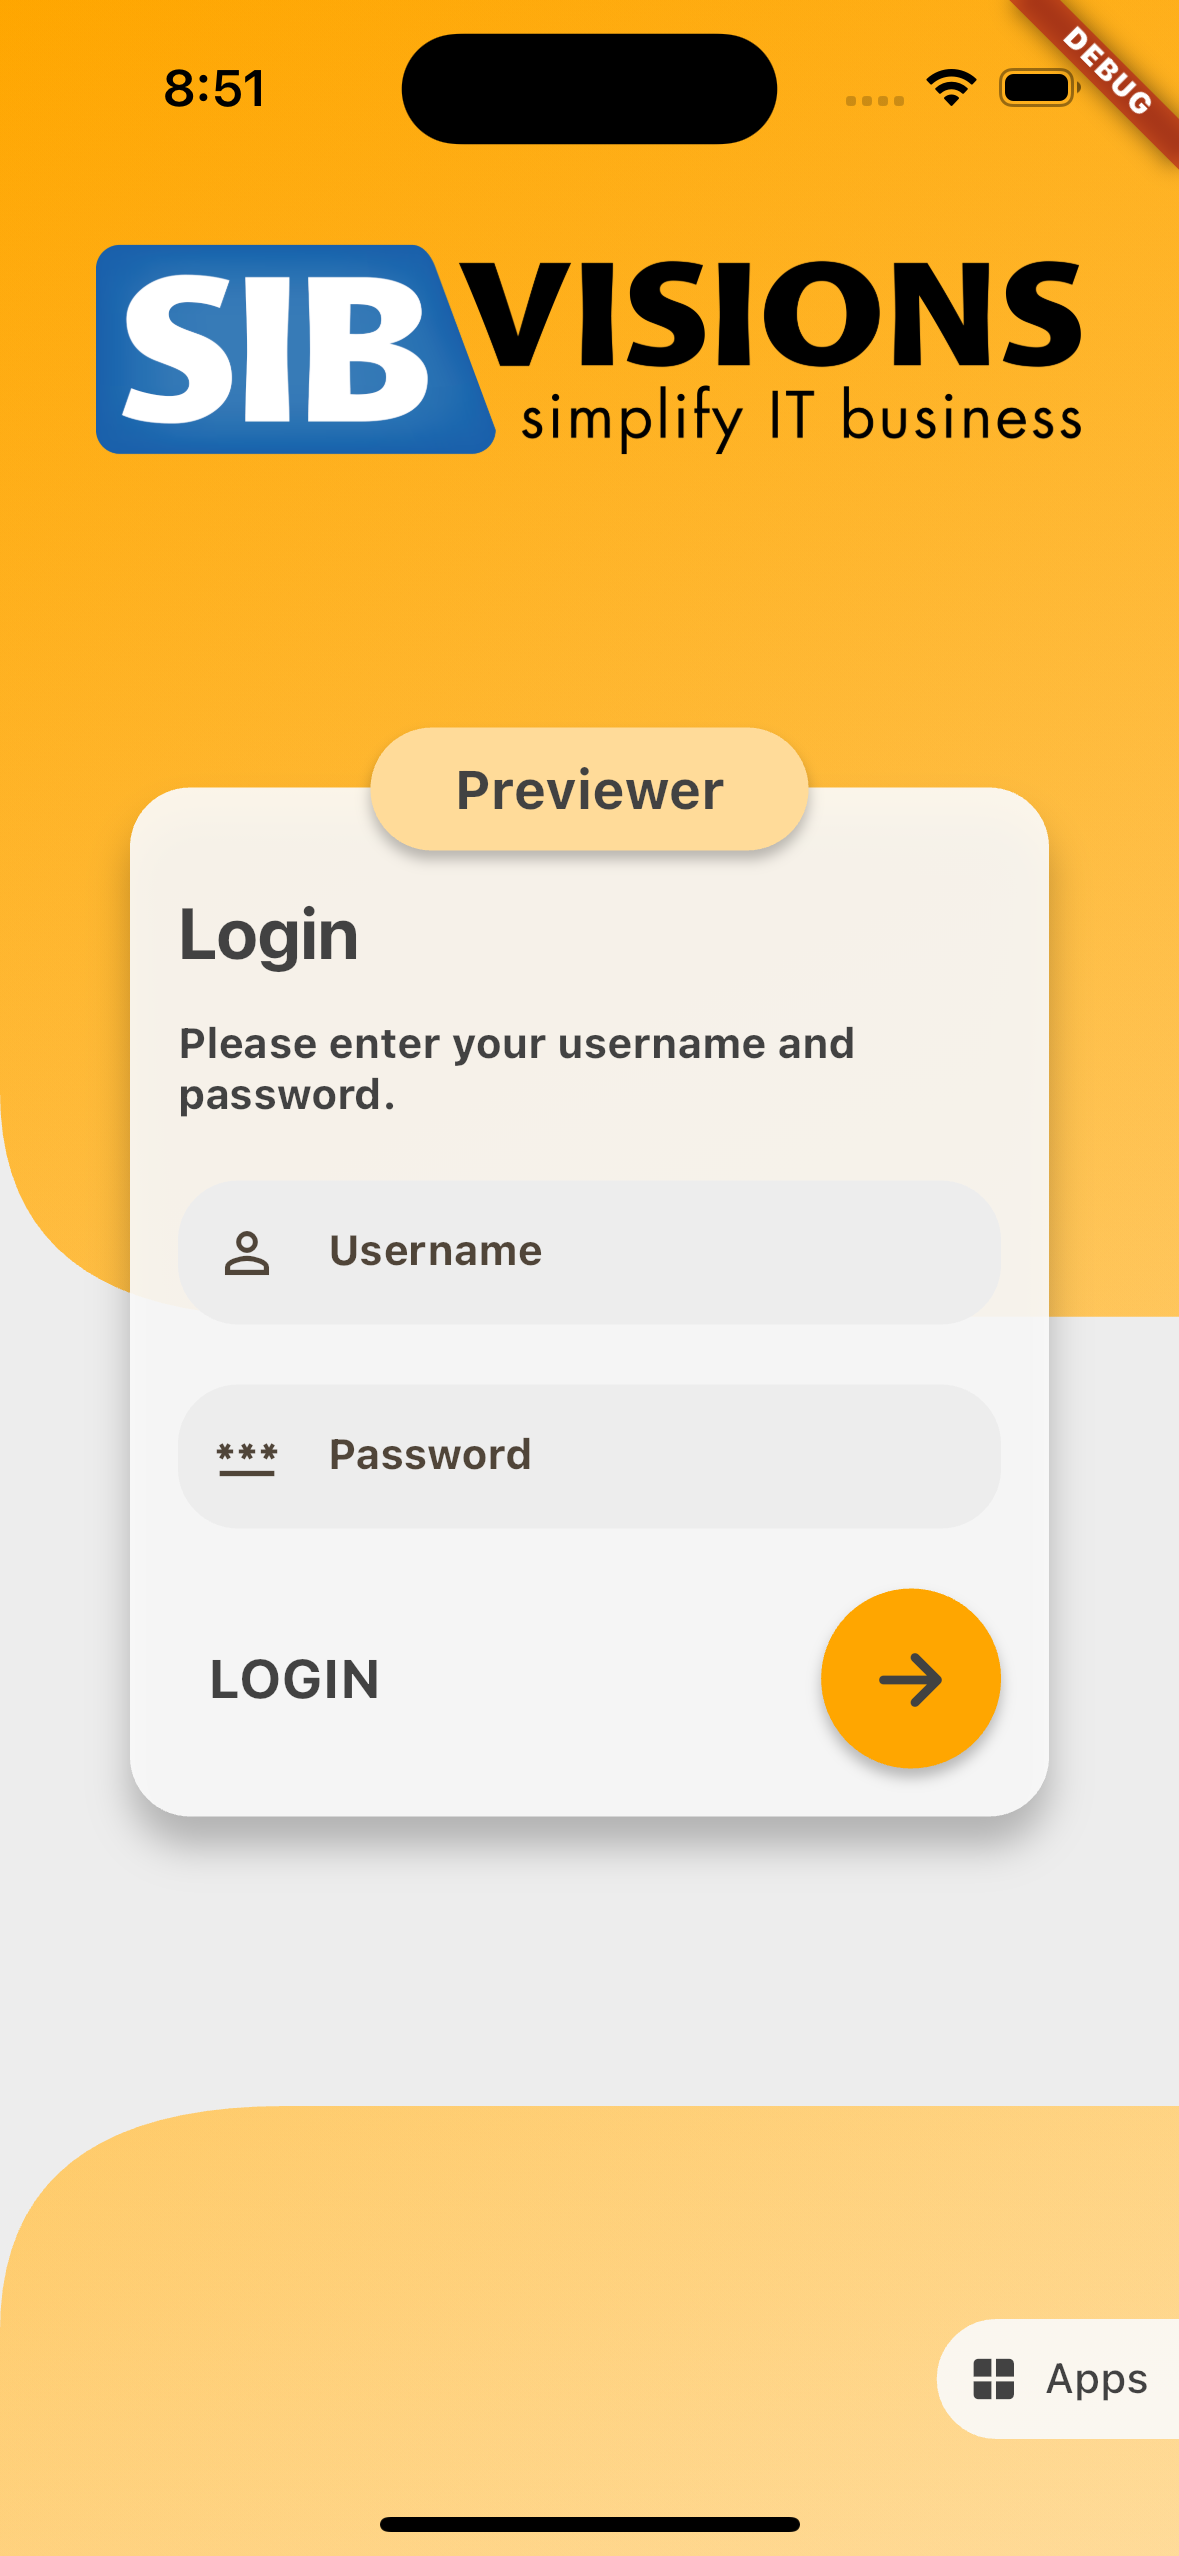 8:51
DEBUG
SIB VISIONS
simplify IT business
Previewer
Login
Please enter your username and
password.
Username
*** Password
LOGIN
Apps